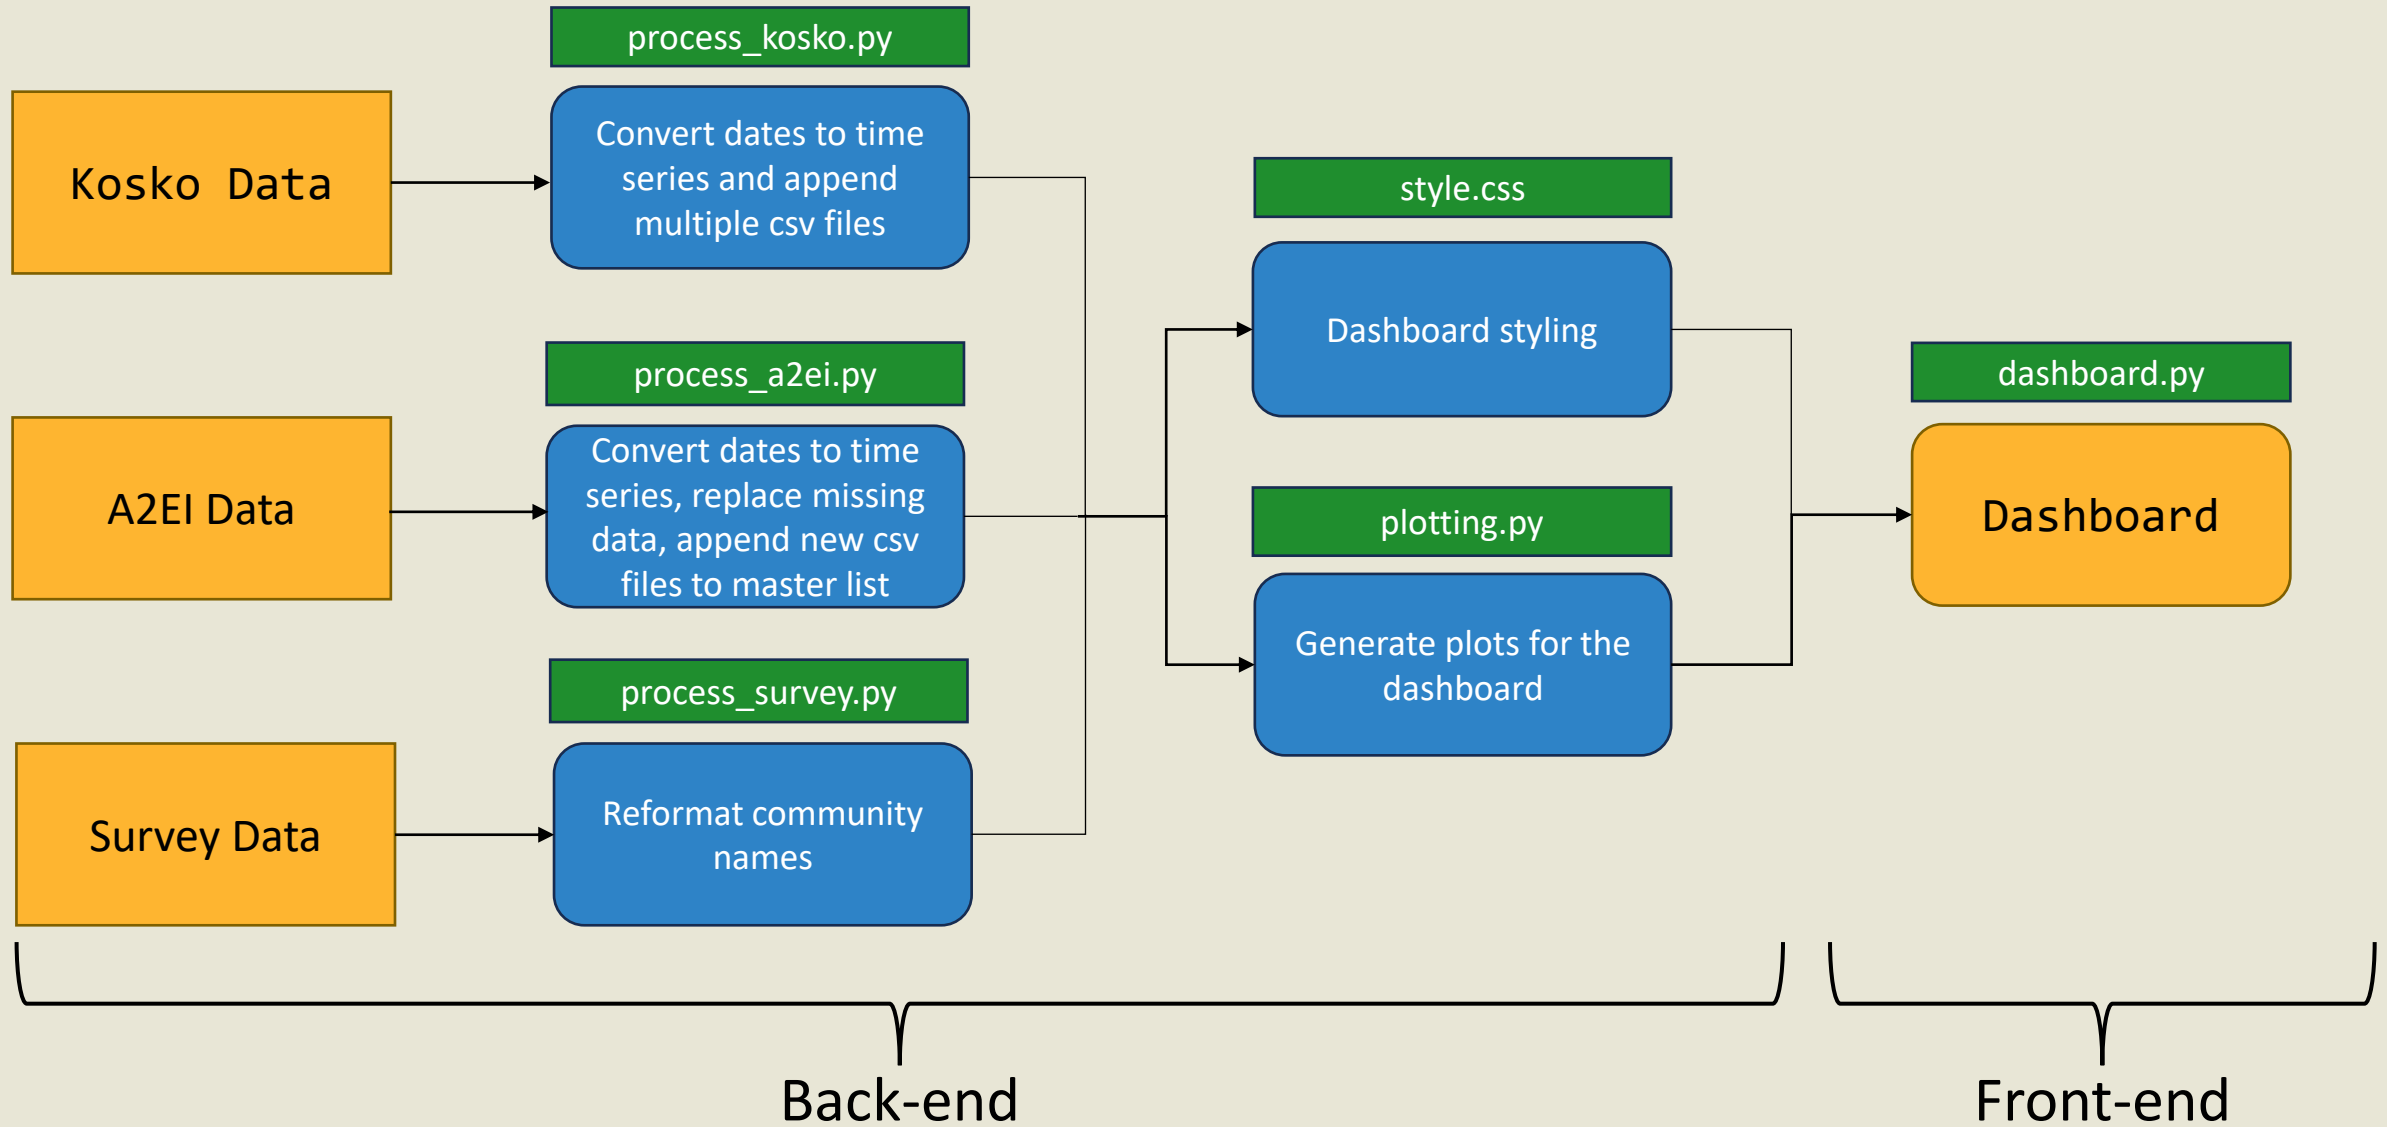 process_kosko.py
Kosko Data
Convert dates to time
series and append
multiple csv files
process_a2ei.py
A2EI Data
Convert dates to time
series, replace missing
data, append new csv
files to master list
process_survey.py
Survey Data
Reformat community
names
style.css
Dashboard styling
plotting.py
Generate plots for the
dashboard
dashboard.py
Dashboard
Back-end
Front-end